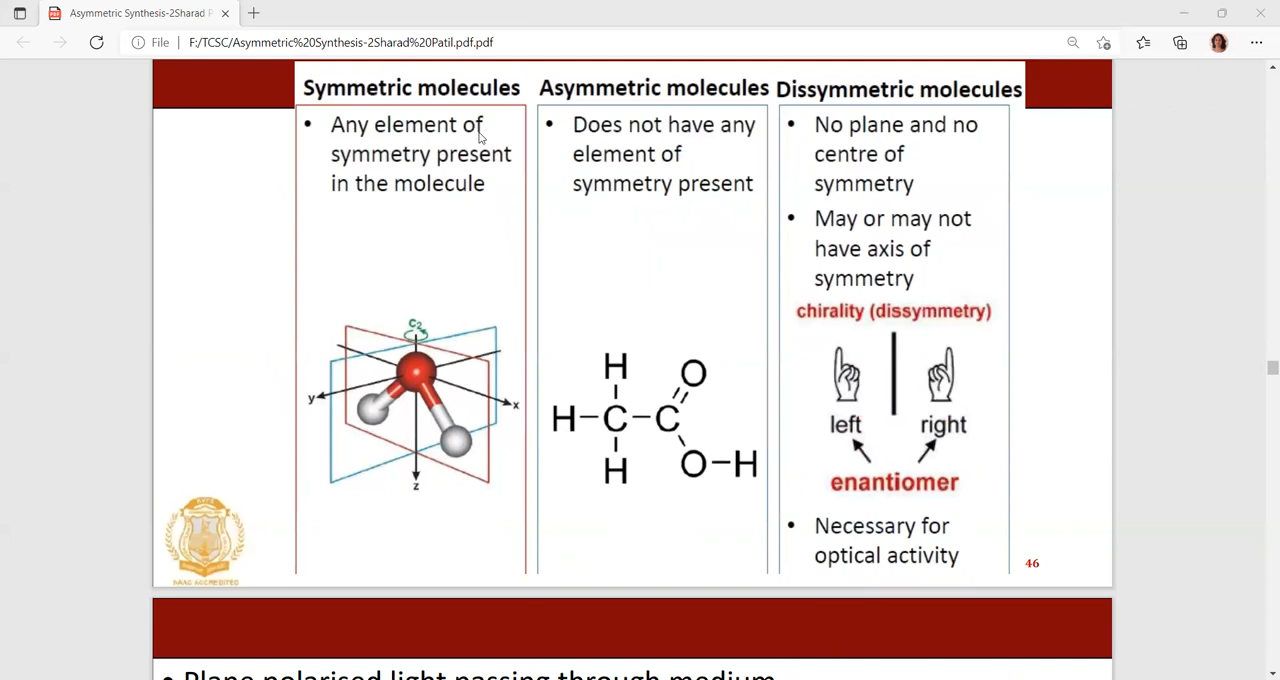 Asymmetric Synthesis-2Sharad P
File
F:/TCSC/Asymmetric%20Synthesis-2Sharad%20Patil.pdf.pdf
Symmetric molecules
• Any element of
symmetry present
in the molecule
C2
y
x
z
Asymmetric molecules
• Does not have any
element of
symmetry present
H O
H-C-C
H O-H
Dissymmetric molecules
• No plane and no
centre of
symmetry
• May or may not
have axis of
symmetry
chirality (dissymmetry)
left right
enantiomer
• Necessary for
optical activity
NAAC ACCREDITED
46
• Plane polarised light passing through medium